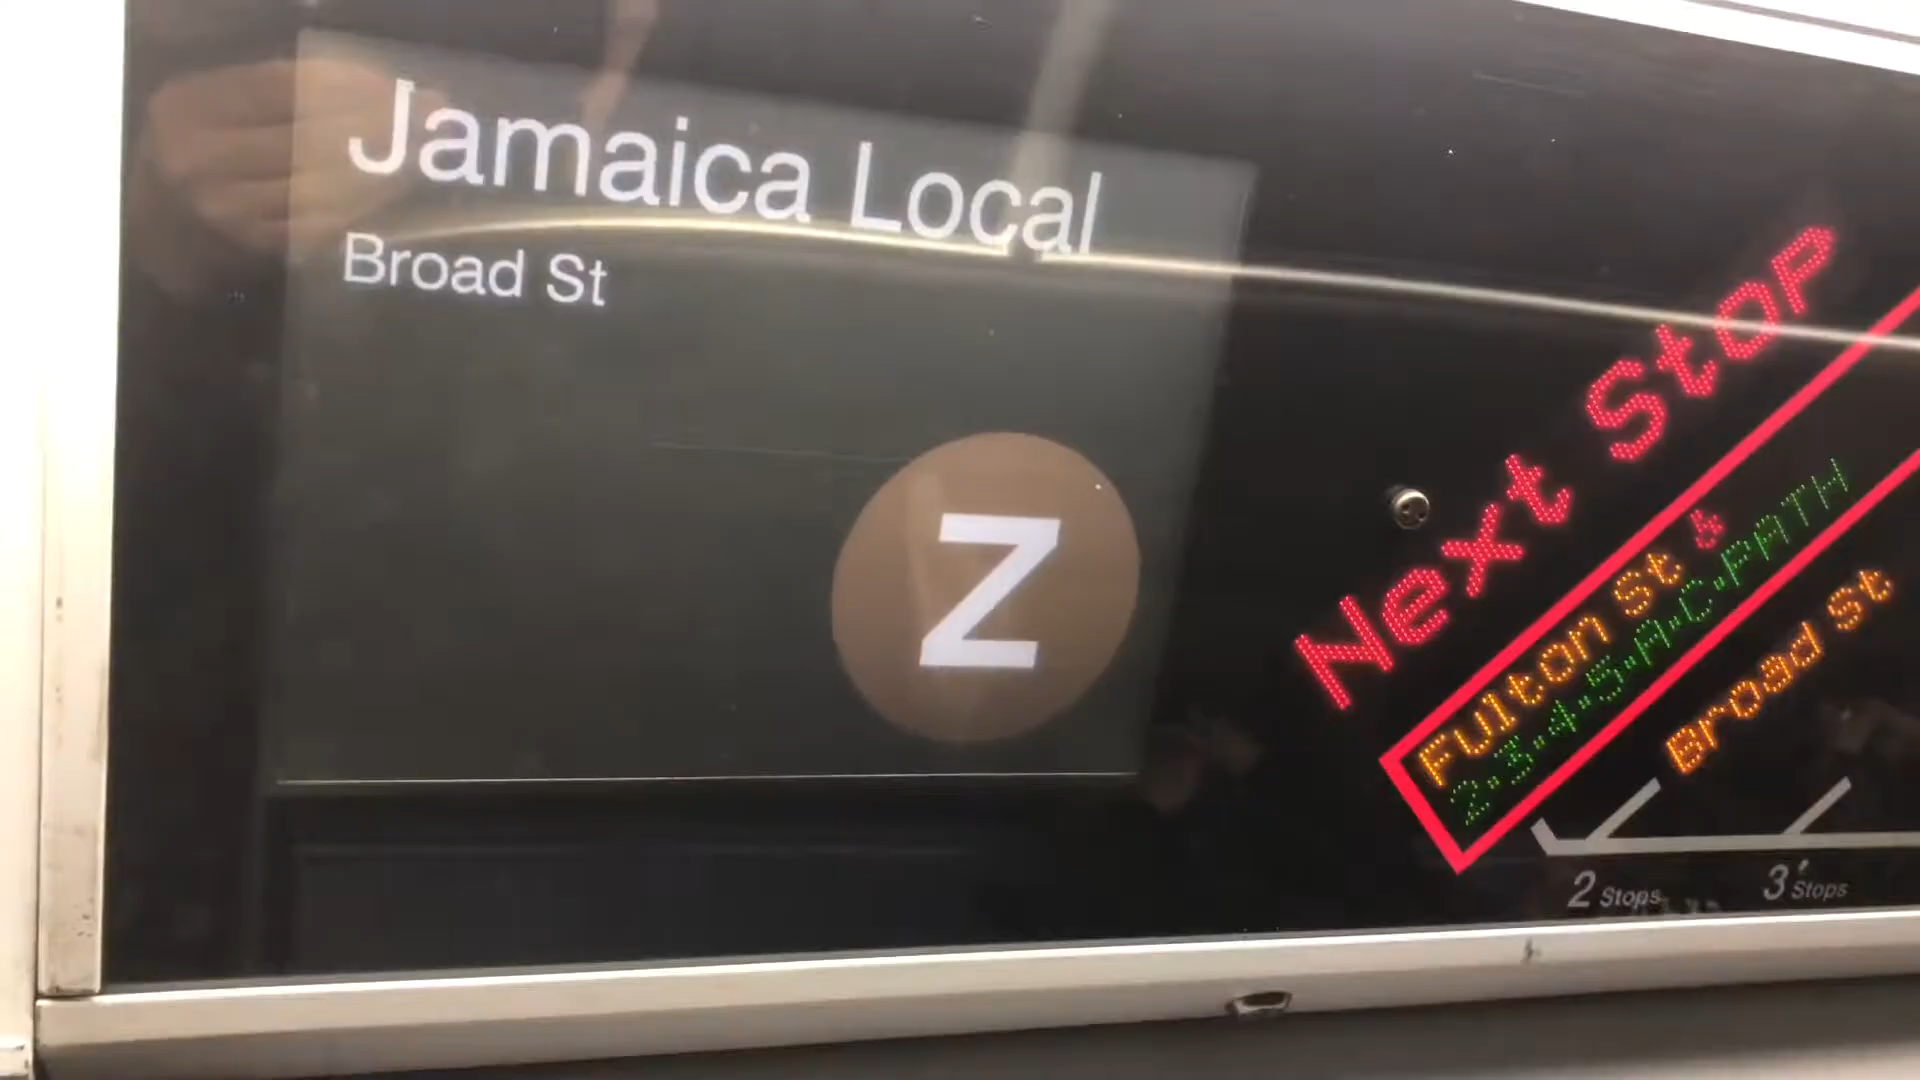 Jamaica Local
Broad St
Z
Next Stop
Fulton St
2·3·4·5·A·C·PATH
Broad St
2 Stops
3 Stops